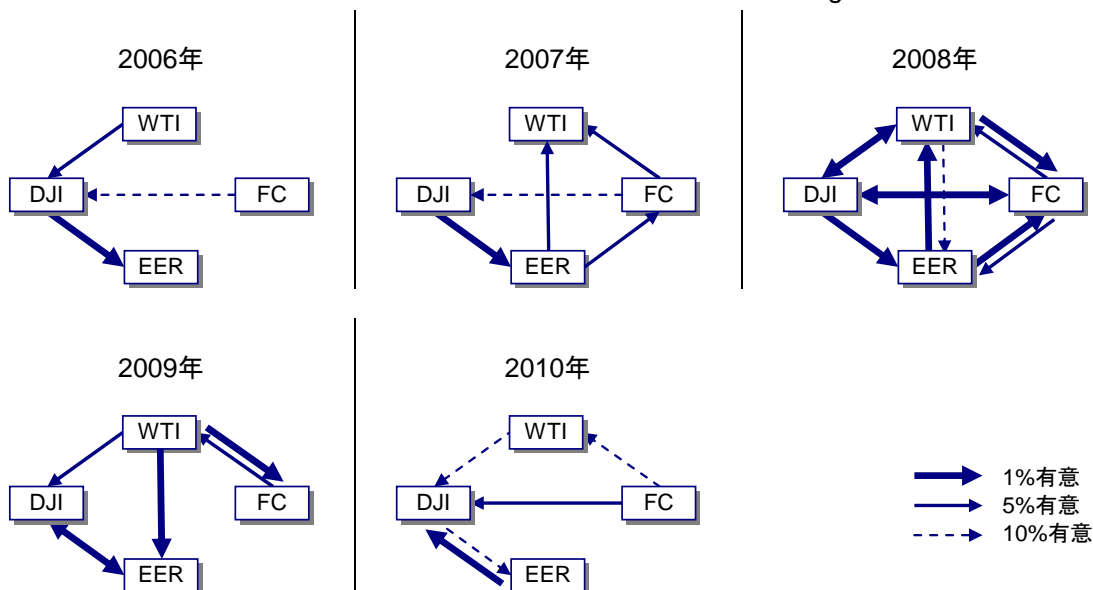 2006年
WTI
DJI
FC
EER
2007年
WTI
DJI
FC
EER
2008年
WTI
DJI
FC
EER
2009年
WTI
DJI
FC
EER
2010年
WTI
DJI
FC
EER
1%有意
5%有意
10%有意